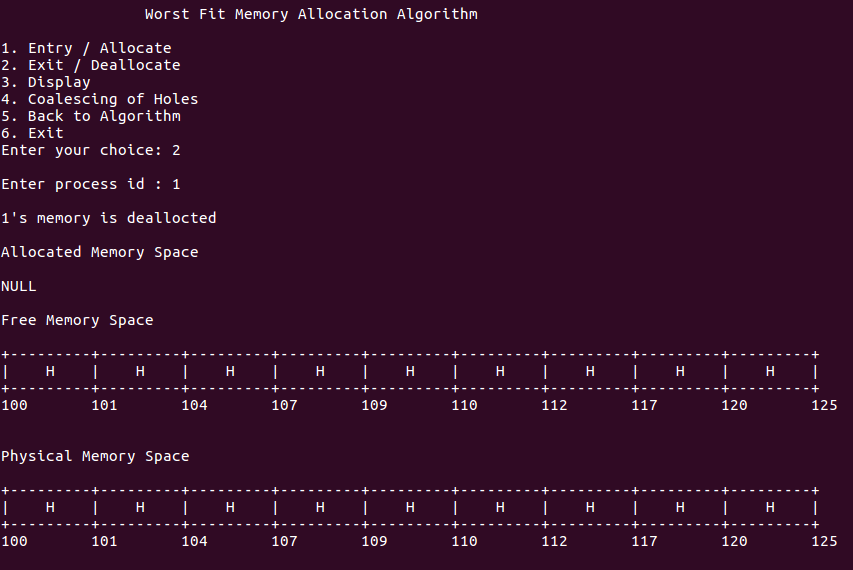 Worst Fit Memory Allocation Algorithm
1. Entry / Allocate
2. Exit / Deallocate
3. Display
4. Coalescing of Holes
5. Back to Algorithm
6. Exit
Enter your choice: 2
Enter process id : 1
1's memory is deallocted
Allocated Memory Space
NULL
Free Memory Space
+---------+---------+---------+---------+---------+---------+---------+---------+---------+
|    H    |    H    |    H    |    H    |    H    |    H    |    H    |    H    |    H    |
+---------+---------+---------+---------+---------+---------+---------+---------+---------+
100       101       104       107       109       110       112       117       120       125
Physical Memory Space
+---------+---------+---------+---------+---------+---------+---------+---------+---------+
|    H    |    H    |    H    |    H    |    H    |    H    |    H    |    H    |    H    |
+---------+---------+---------+---------+---------+---------+---------+---------+---------+
100       101       104       107       109       110       112       117       120       125